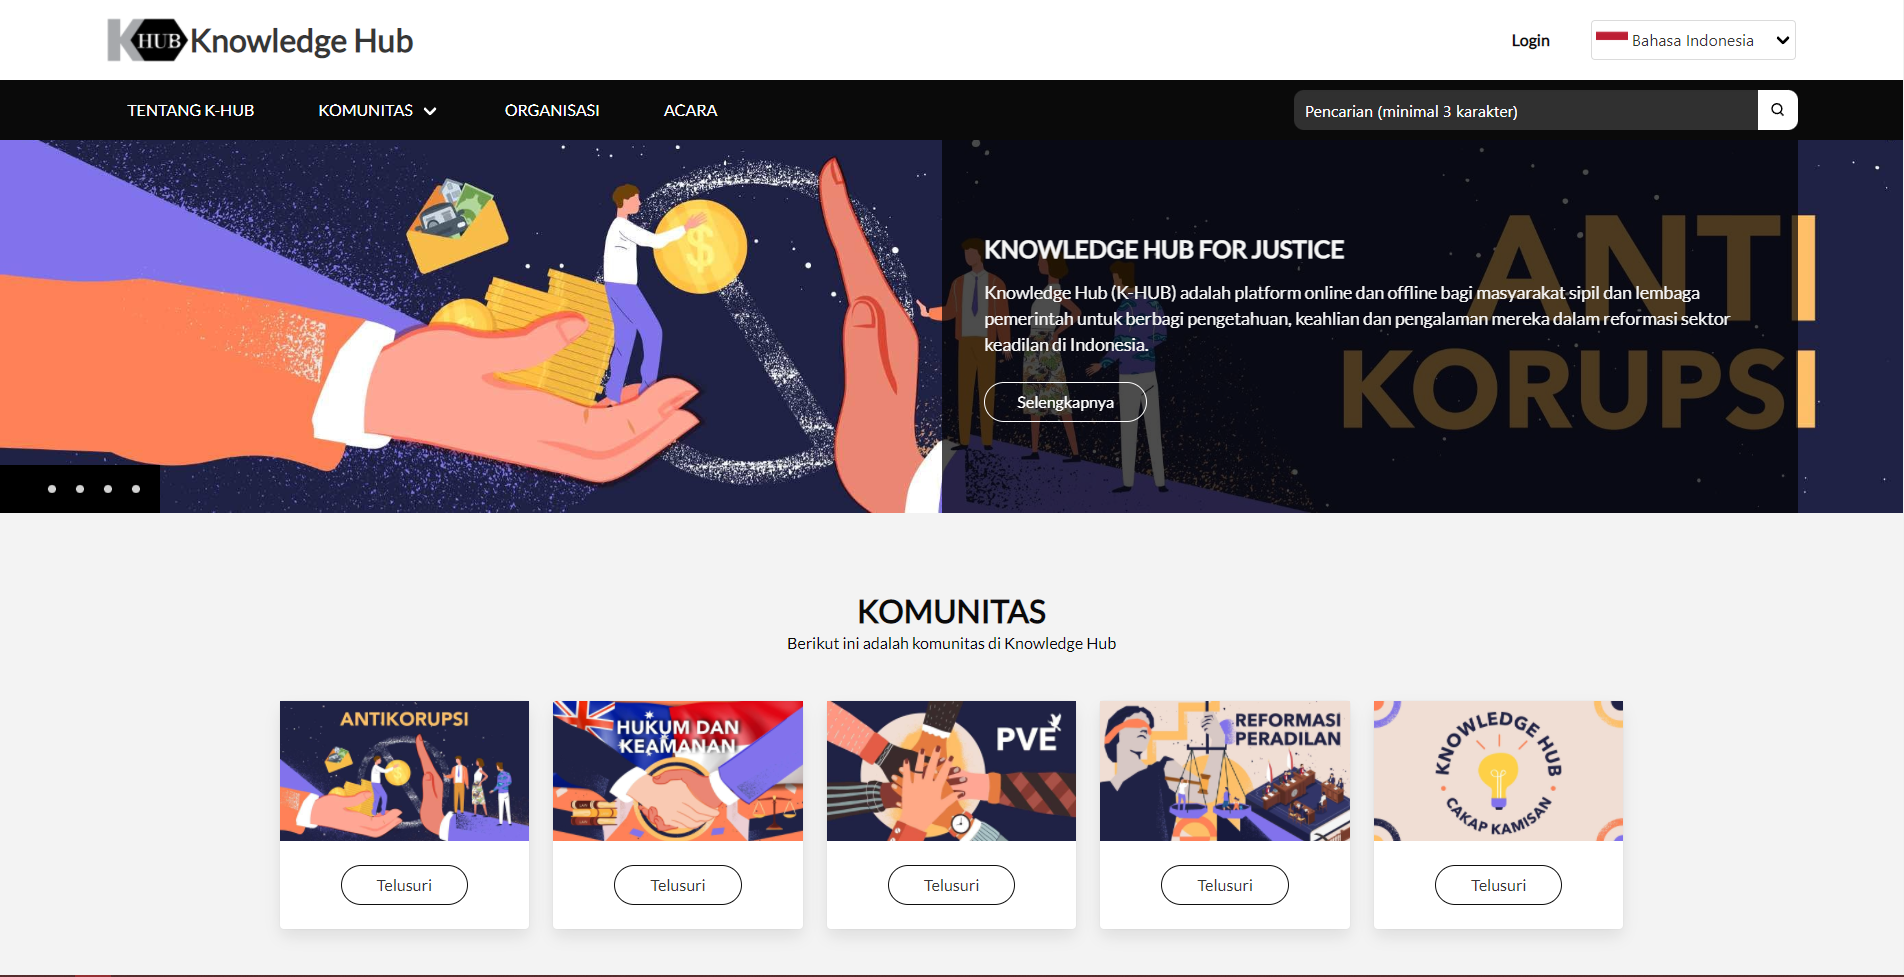 K HUB Knowledge Hub
Login
Bahasa Indonesia
TENTANG K-HUB
KOMUNITAS
ORGANISASI
ACARA
Pencarian (minimal 3 karakter)
ANTI
KORUPSI
KNOWLEDGE HUB FOR JUSTICE
Knowledge Hub (K-HUB) adalah platform online dan offline bagi masyarakat sipil dan lembaga
pemerintah untuk berbagi pengetahuan, keahlian dan pengalaman mereka dalam reformasi sektor
keadilan di Indonesia.
Selengkapnya
KOMUNITAS
Berikut ini adalah komunitas di Knowledge Hub
ANTIKORUPSI
Telusuri
HUKUM DAN
KEAMANAN
Telusuri
PVE
Telusuri
REFORMASI
PERADILAN
Telusuri
KNOWLEDGE HUB
CAKAP KAMISAN
Telusuri